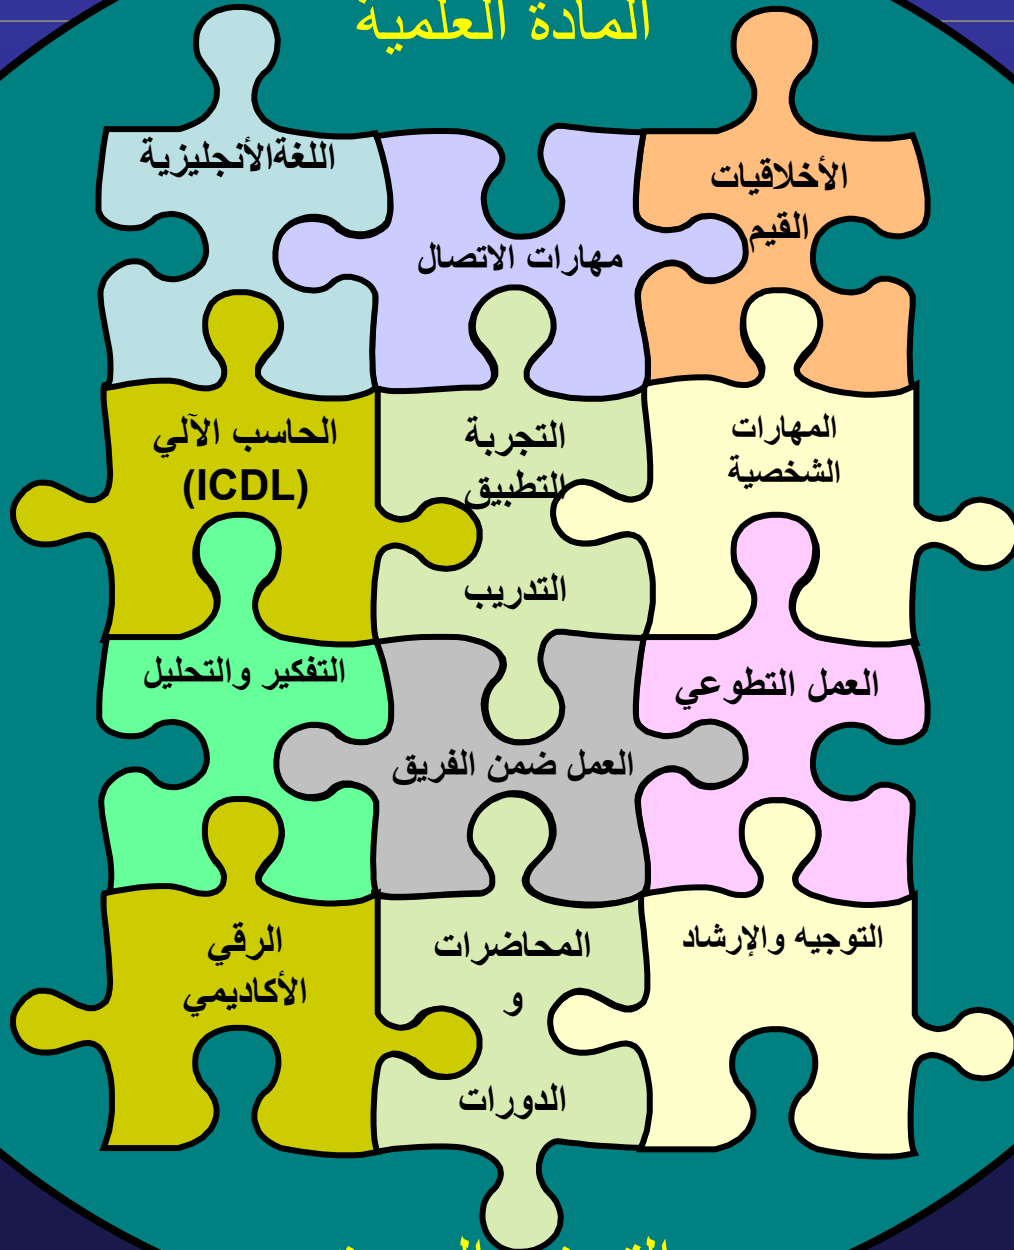 المادة العلمية
الأخلاقيات
القيم
مهارات الاتصال
اللغةالأنجليزية
المهارات
الشخصية
التجربة
التطبيق
التدريب
الحاسب الآلي
(ICDL)
العمل التطوعي
العمل ضمن الفريق
التفكير والتحليل
التوجيه والإرشاد
المحاضرات
و
الدورات
الرقي
الأكاديمي